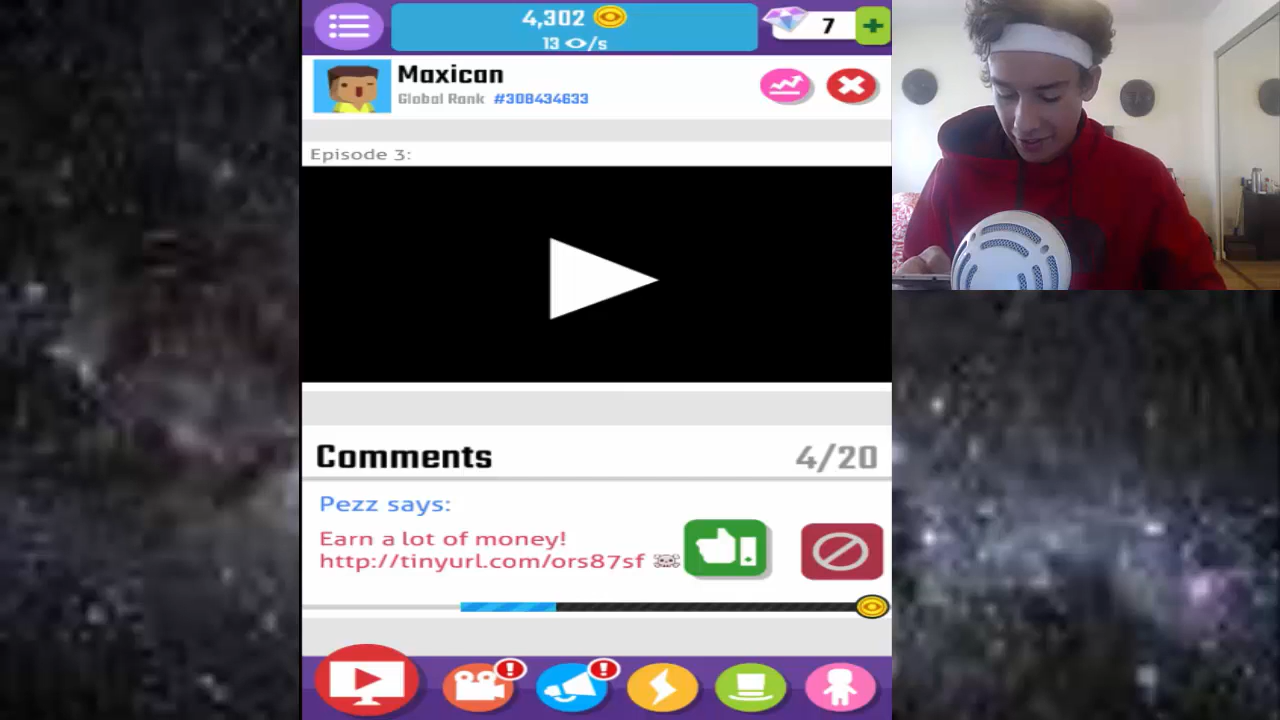 4,302
7
13 /s
Maxican
Global Rank #308434633
Episode 3:
Comments 4/20
Pezz says:
Earn a lot of money!
http://tinyurl.com/ors87sf